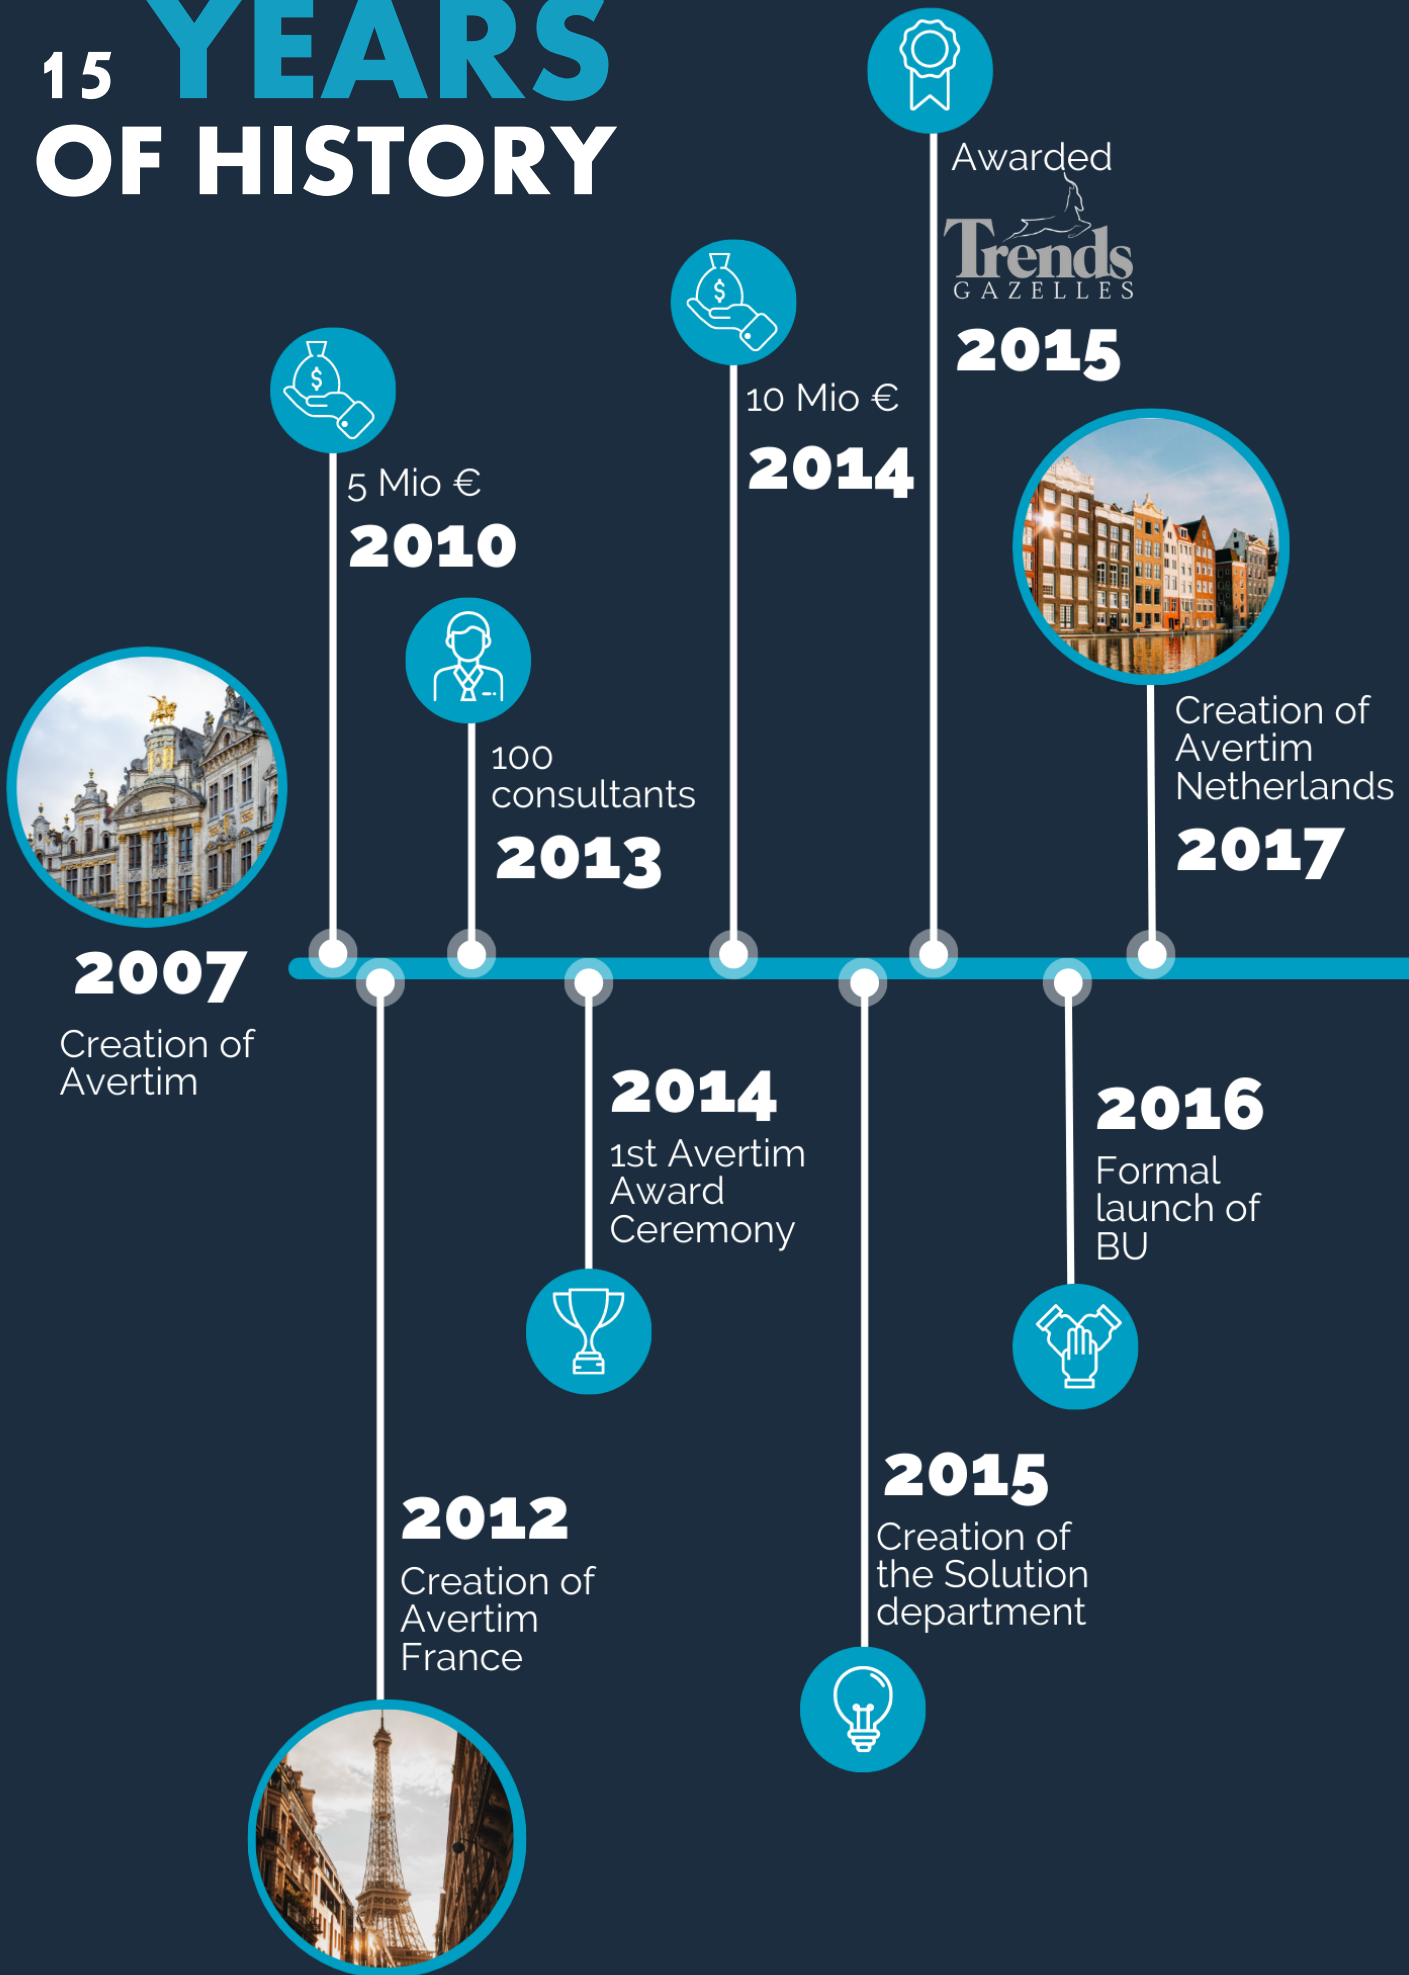 15 YEARS
OF HISTORY
2007
Creation of
Avertim
5 Mio €
2010
2012
Creation of
Avertim
France
100
consultants
2013
2014
1st Avertim
Award
Ceremony
10 Mio €
2014
2015
Creation of
the Solution
department
Awarded
Trends
GAZELLES
2015
2016
Formal
launch of
BU
Creation of
Avertim
Netherlands
2017